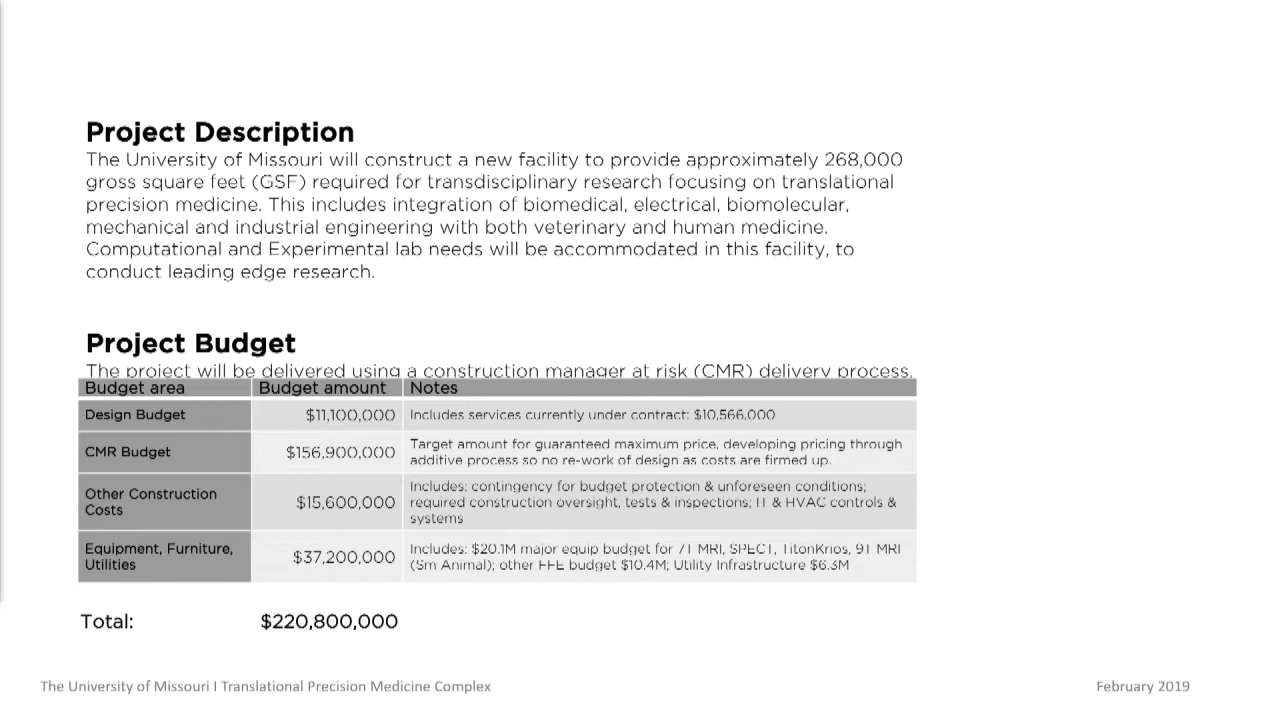 Project Description
The University of Missouri will construct a new facility to provide approximately 268,000
gross square feet (GSF) required for transdisciplinary research focusing on translational
precision medicine. This includes integration of biomedical, electrical, biomolecular,
mechanical and industrial engineering with both veterinary and human medicine.
Computational and Experimental lab needs will be accommodated in this facility, to
conduct leading edge research.
Project Budget
The project will be delivered using a construction manager at risk (CMR) delivery process.
Budget area Budget amount Notes
Design Budget $11,100,000 Includes services currently under contract: $10,566,000
CMR Budget $156,900,000 Target amount for guaranteed maximum price, developing pricing through
additive process so no re-work of design as costs are firmed up.
Other Construction
Costs
$15,600,000
Includes: contingency for budget protection & unforeseen conditions;
required construction oversight, tests & inspections; IT & HVAC controls &
systems
Equipment, Furniture,
Utilities
$37,200,000
Includes: $20.1M major equip budget for 7T MRI, SPECT, TitonKrios, 9T MRI
(Sm Animal); other FFE budget $10.4M; Utility Infrastructure $6.3M
Total: $220,800,000
The University of Missouri I Translational Precision Medicine Complex
February 2019